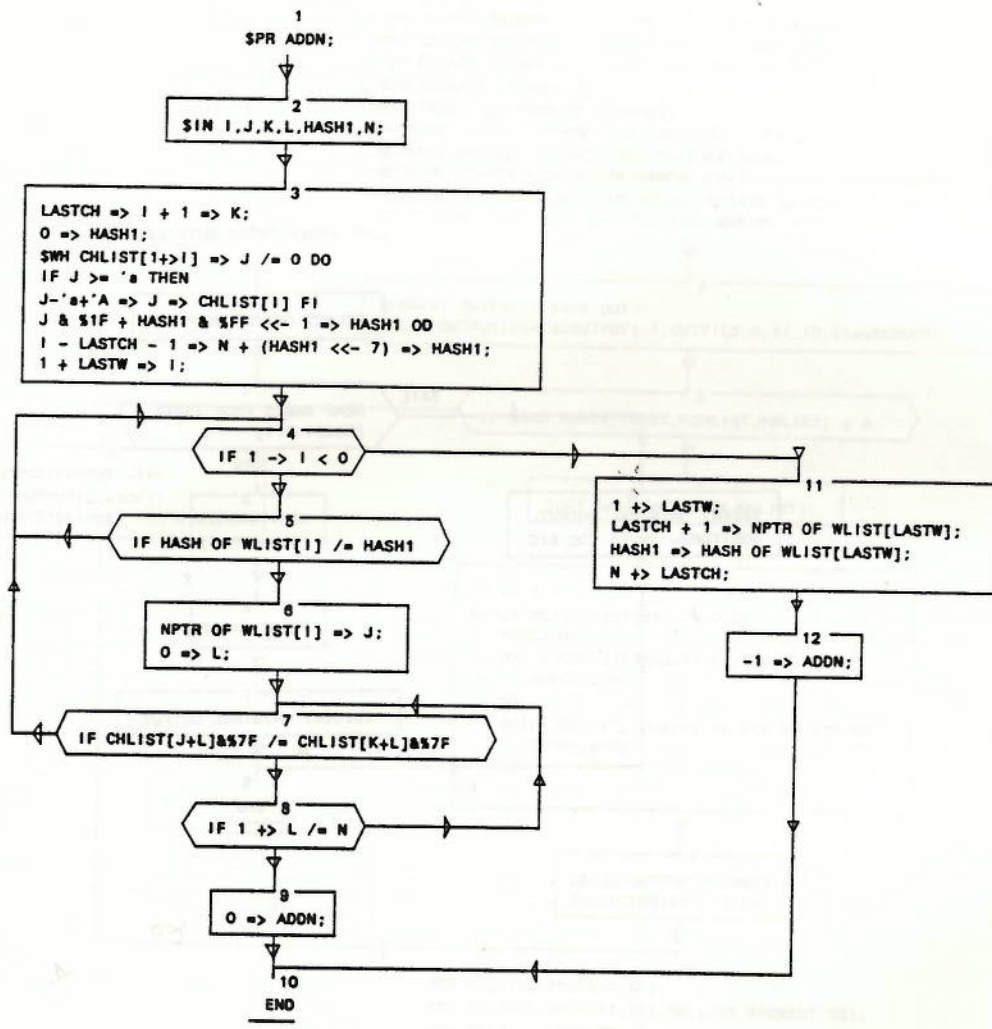 1
$PR ADDN;
2
$IN I,J,K,L,HASH1,N;
3
LASTCH => I + 1 => K;
0 => HASH1;
$WH CHLIST[1+>I] => J /= 0 DO
IF J >= 'a THEN
J-'a+'A => J => CHLIST[I] FI
J & %1F + HASH1 & %FF <<- 1 => HASH1 OD
I - LASTCH - 1 => N + (HASH1 <<- 7) => HASH1;
1 + LASTW => I;
4
IF 1 -> I < 0
5
IF HASH OF WLIST[I] /= HASH1
6
NPTR OF WLIST[I] => J;
0 => L;
7
IF CHLIST[J+L]&%7F /= CHLIST[K+L]&%7F
8
IF 1 +> L /= N
9
0 => ADDN;
10
END
11
1 +> LASTW;
LASTCH + 1 => NPTR OF WLIST[LASTW];
HASH1 => HASH OF WLIST[LASTW];
N +> LASTCH;
12
-1 => ADDN;